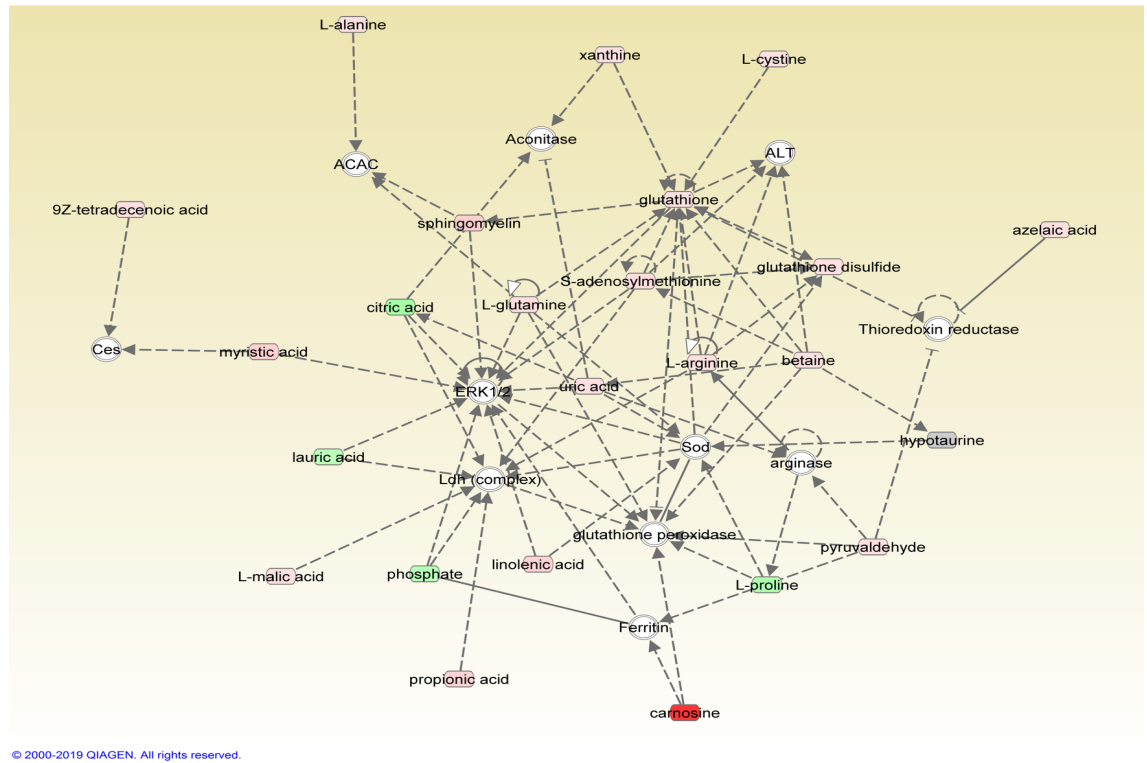 L-alanine
xanthine
L-cystine
Aconitase
ALT
ACAC
glutathione
9Z-tetradecenoic acid
sphingomyelin
azelaic acid
glutathione disfulfide
S-adenosylmethionine
L-glutamine
citric acid
Thioredoxin reductase
Ces
myristic acid
L-arginine
betaine
ERK1/2
uric acid
hypotaurine
Sod
lauric acid
arginase
Ldh (complex)
glutathione peroxidase
pyruvaldehyde
linolenic acid
L-malic acid
phosphate
L-proline
Ferritin
propionic acid
carnosine
© 2000-2019 QIAGEN. All rights reserved.